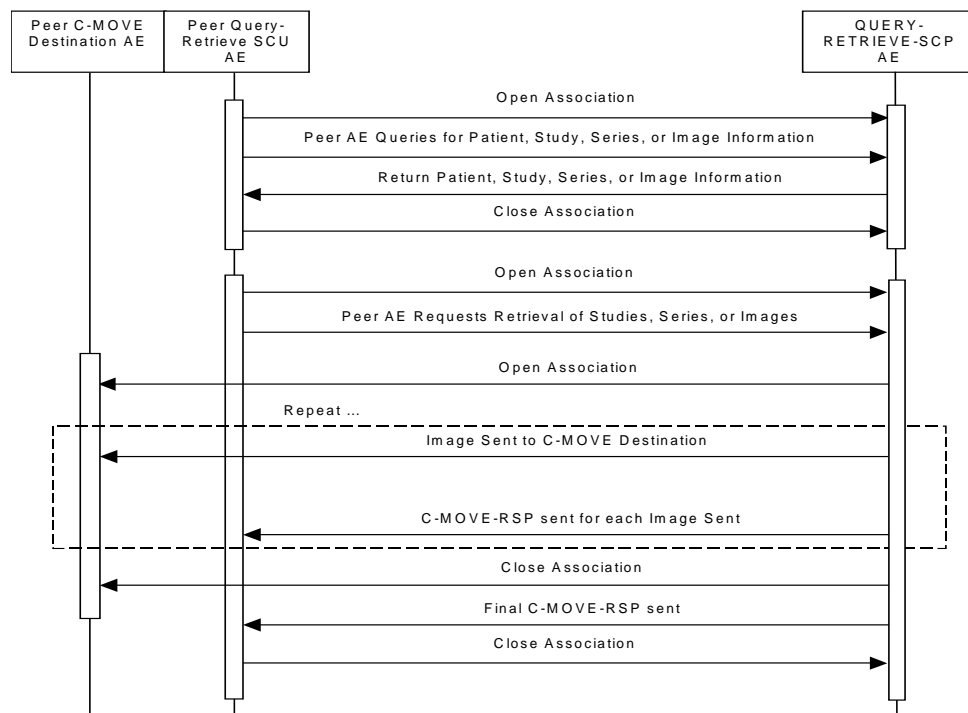 Peer C-MOVE
Destination AE
Peer Query-
Retrieve SCU
AE
QUERY-
RETRIEVE-SCP
AE
Open Association
Peer AE Queries for Patient, Study, Series, or Image Information
Return Patient, Study, Series, or Image Information
Close Association
Open Association
Peer AE Requests Retrieval of Studies, Series, or Images
Open Association
Repeat ...
Image Sent to C-MOVE Destination
C-MOVE-RSP sent for each Image Sent
Close Association
Final C-MOVE-RSP sent
Close Association